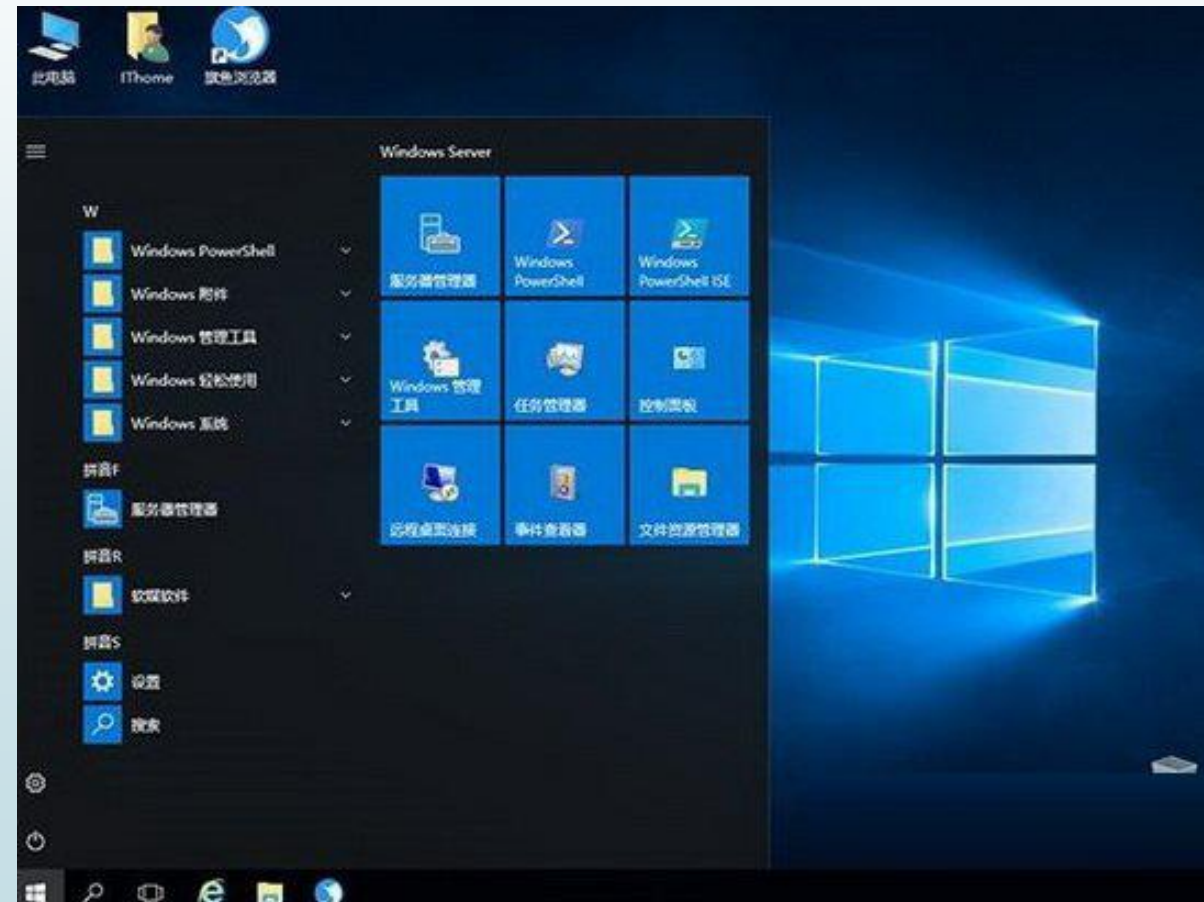 此电脑
IThome
旗鱼浏览器
Windows Server
W
Windows PowerShell
Windows 附件
Windows 管理工具
Windows 轻松使用
Windows 系统
拼音F
服务器管理器
拼音R
软媒软件
拼音S
设置
搜索
服务器管理器
Windows
PowerShell
Windows
PowerShell ISE
Windows 管理
工具
任务管理器
控制面板
远程桌面连接
事件查看器
文件资源管理器